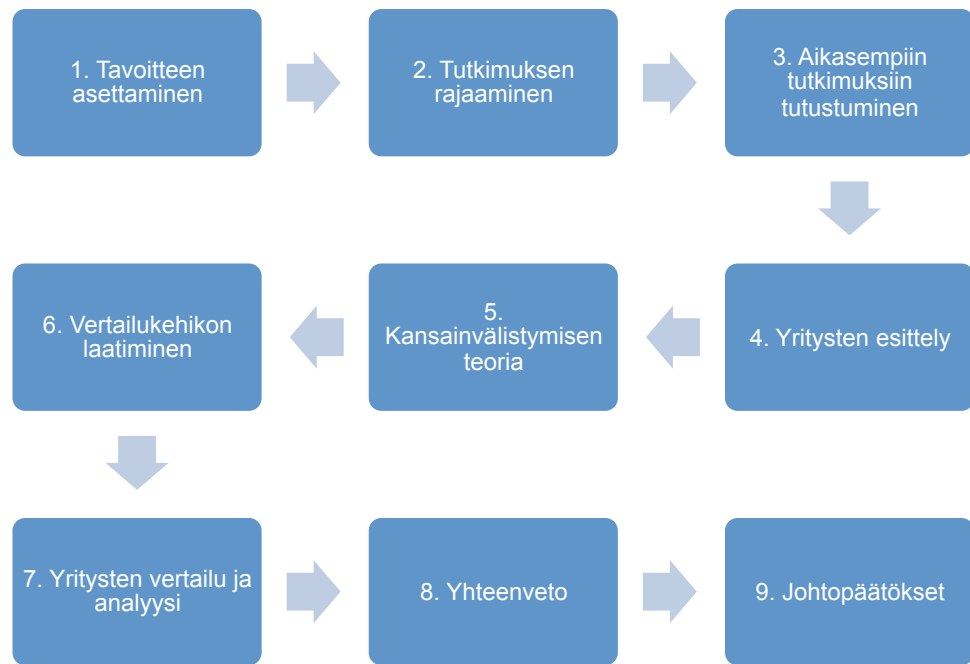 1. Tavoitteen
asettaminen
2. Tutkimuksen
rajaaminen
3. Aikasempiin
tutkimuksiin
tutustuminen
4. Yritysten esittely
5.
Kansainvälistymisen
teoria
6. Vertailukehikon
laatiminen
7. Yritysten vertailu ja
analyysi
8. Yhteenveto
9. Johtopäätökset